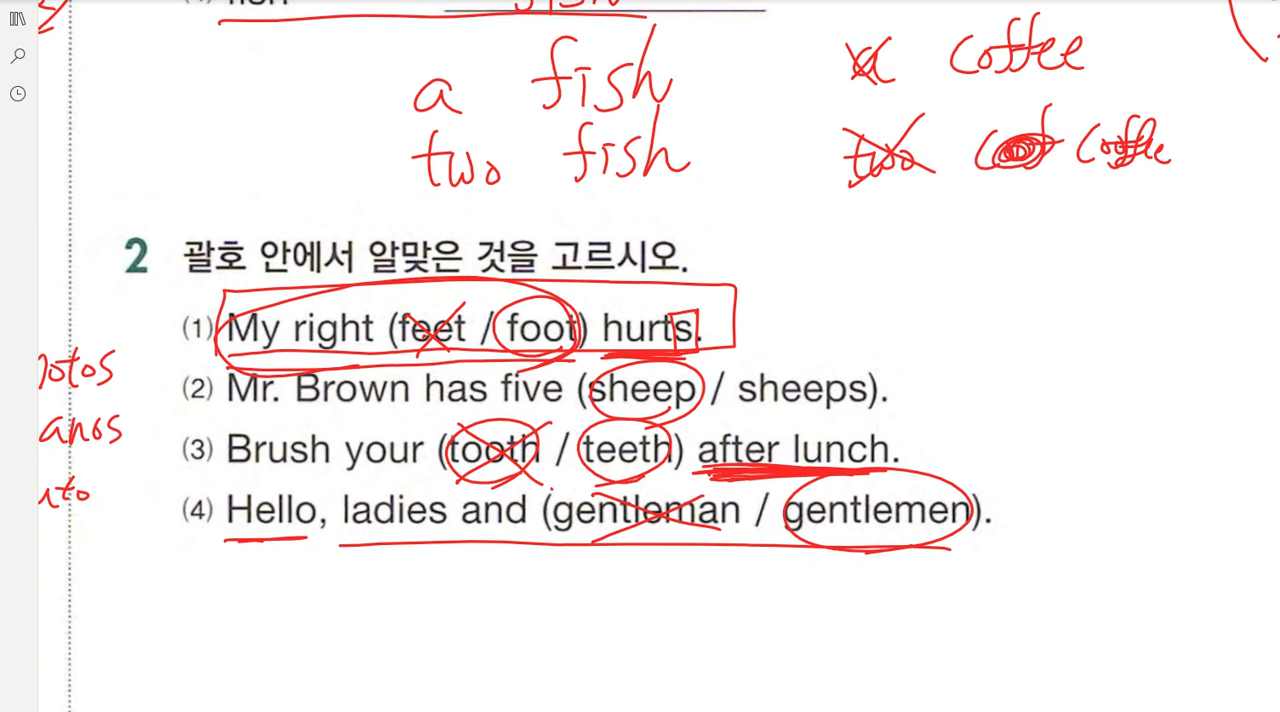 a fish
coffee
two fish
two coffee
2 괄호 안에서 알맞은 것을 고르시오.
(1) My right (feet / foot) hurts.
(2) Mr. Brown has five (sheep / sheeps).
(3) Brush your (tooth / teeth) after lunch.
(4) Hello, ladies and (gentleman / gentlemen).